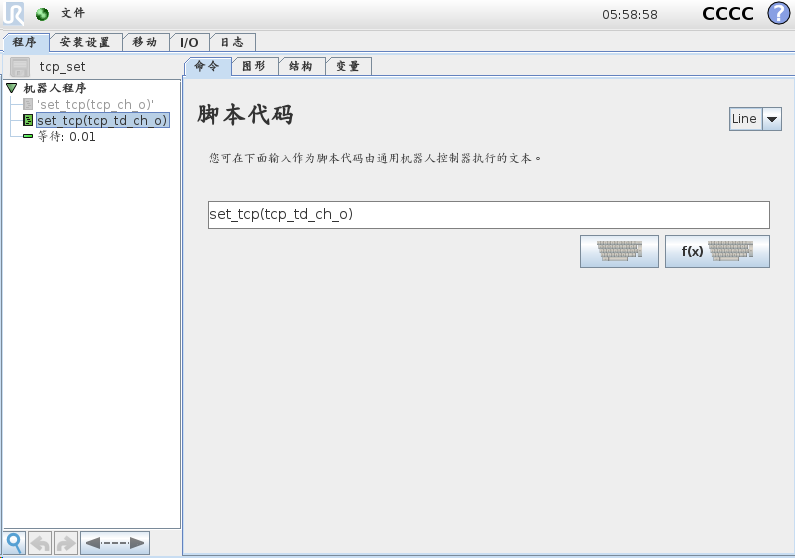 UR 文件 05:58:58 CCCC ?
程序 安装设置 移动 I/O 日志
tcp_set
命令 图形 结构 变量
机器人程序
'set_tcp(tcp_ch_o)'
set_tcp(tcp_td_ch_o)
等待: 0.01
脚本代码
Line
您可在下面输入作为脚本代码由通用机器人控制器执行的文本。
set_tcp(tcp_td_ch_o)
f(x)